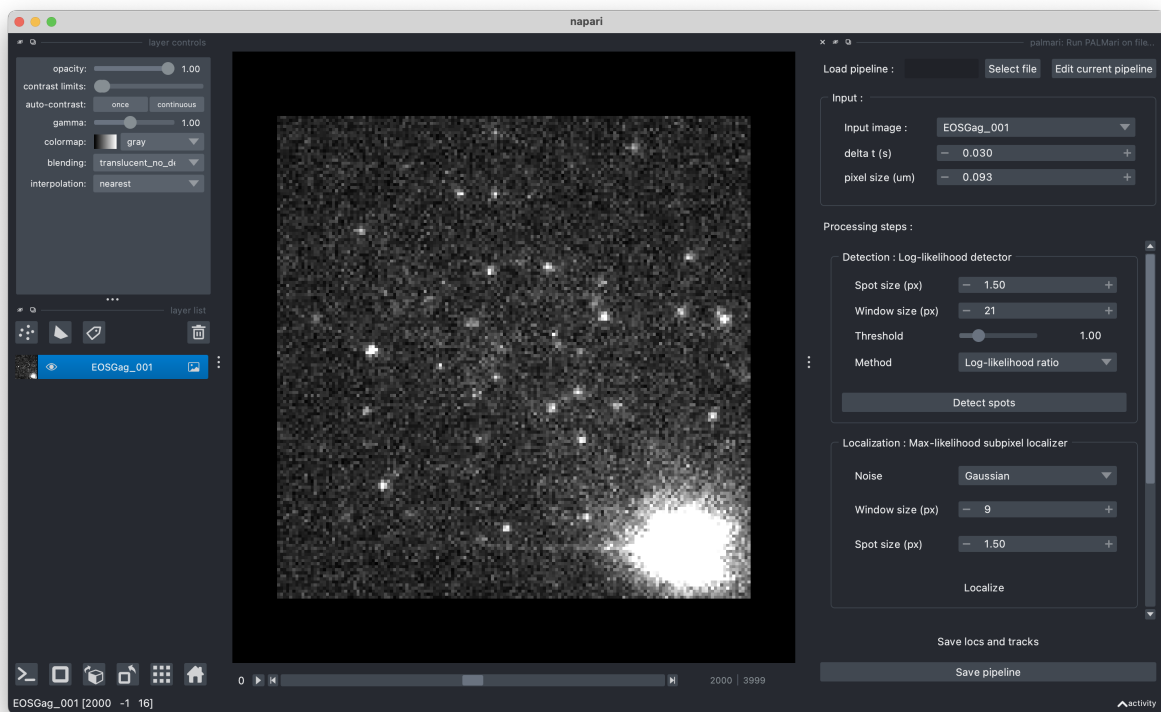 napari
layer controls
opacity: 1.00
contrast limits:
auto-contrast: once continuous
gamma: 1.00
colormap: gray
blending: translucent_no_de
interpolation: nearest
layer list
EOSGag_001
0 2000 | 3999
EOSGag_001 [2000 -1 16]
palmari: Run PALMari on file...
Load pipeline : Select file Edit current pipeline
Input :
Input image : EOSGag_001
delta t (s) − 0.030 +
pixel size (um) − 0.093 +
Processing steps :
Detection : Log-likelihood detector
Spot size (px) − 1.50 +
Window size (px) − 21 +
Threshold 1.00
Method Log-likelihood ratio
Detect spots
Localization : Max-likelihood subpixel localizer
Noise Gaussian
Window size (px) − 9 +
Spot size (px) − 1.50 +
Localize
Save locs and tracks
Save pipeline
activity